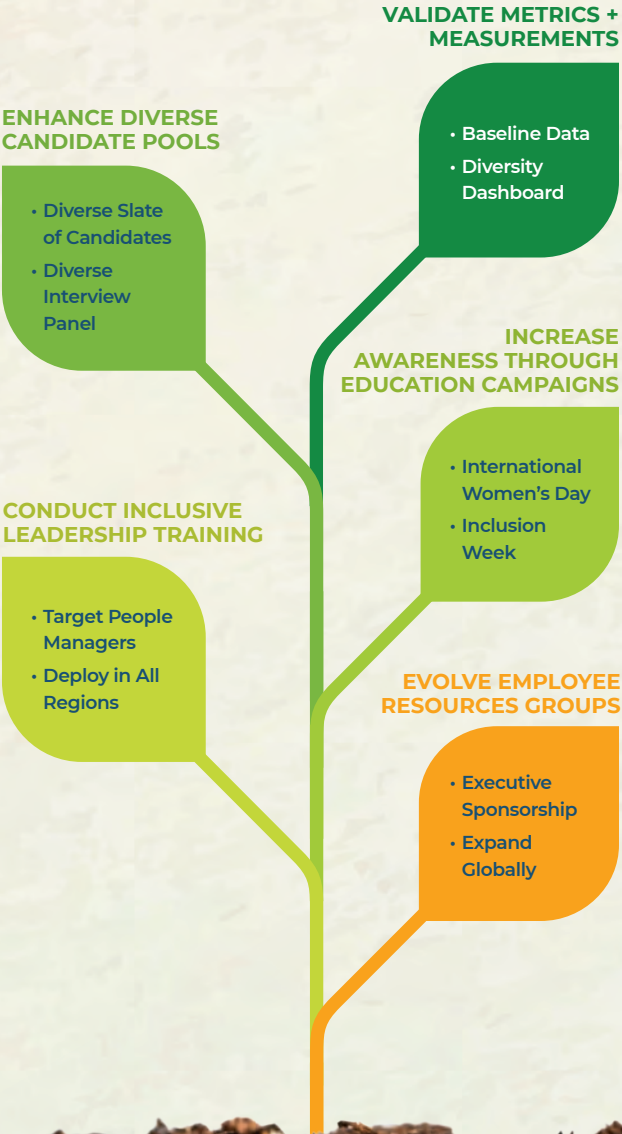 VALIDATE METRICS +
MEASUREMENTS
• Baseline Data
• Diversity
Dashboard
ENHANCE DIVERSE
CANDIDATE POOLS
• Diverse Slate
of Candidates
• Diverse
Interview
Panel
INCREASE
AWARENESS THROUGH
EDUCATION CAMPAIGNS
• International
Women’s Day
• Inclusion
Week
CONDUCT INCLUSIVE
LEADERSHIP TRAINING
• Target People
Managers
• Deploy in All
Regions
EVOLVE EMPLOYEE
RESOURCES GROUPS
• Executive
Sponsorship
• Expand
Globally